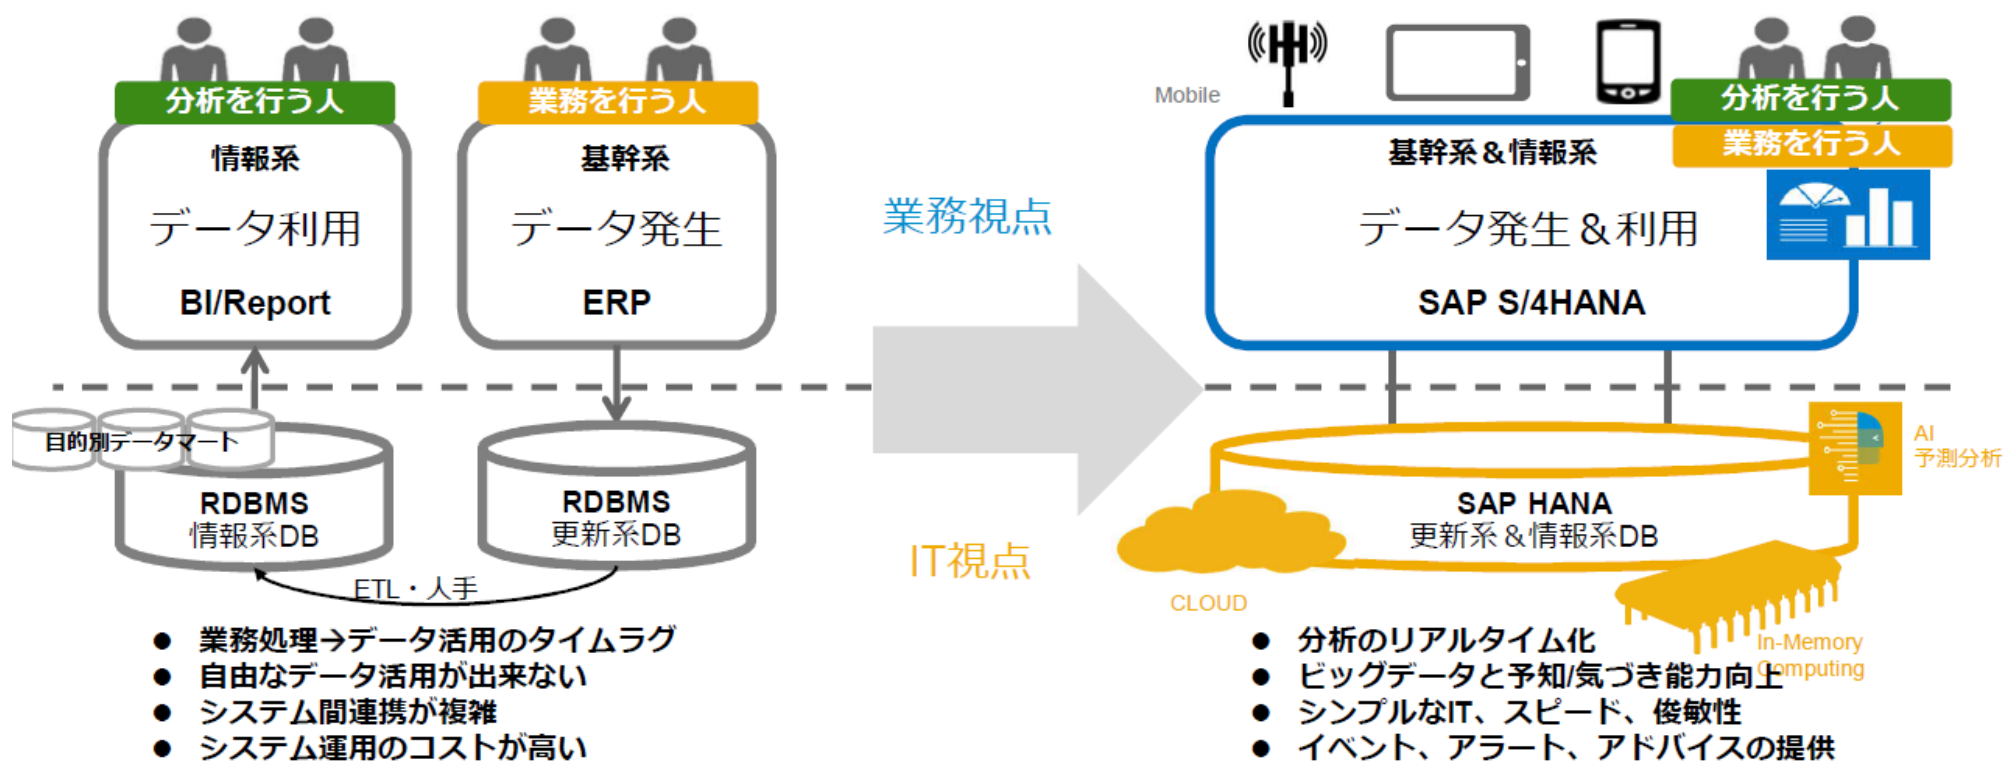 分析を行う人
情報系
データ利用
BI/Report
業務を行う人
基幹系
データ発生
ERP
目的別データマート
RDBMS
情報系DB
RDBMS
更新系DB
ETL・人手
● 業務処理→データ活用のタイムラグ
● 自由なデータ活用が出来ない
● システム間連携が複雑
● システム運用のコストが高い
業務視点
IT視点
Mobile
分析を行う人
業務を行う人
基幹系&情報系
データ発生&利用
SAP S/4HANA
AI
予測分析
SAP HANA
更新系&情報系DB
CLOUD
In-Memory
Computing
● 分析のリアルタイム化
● ビッグデータと予知/気づき能力向上
● シンプルなIT、スピード、俊敏性
● イベント、アラート、アドバイスの提供